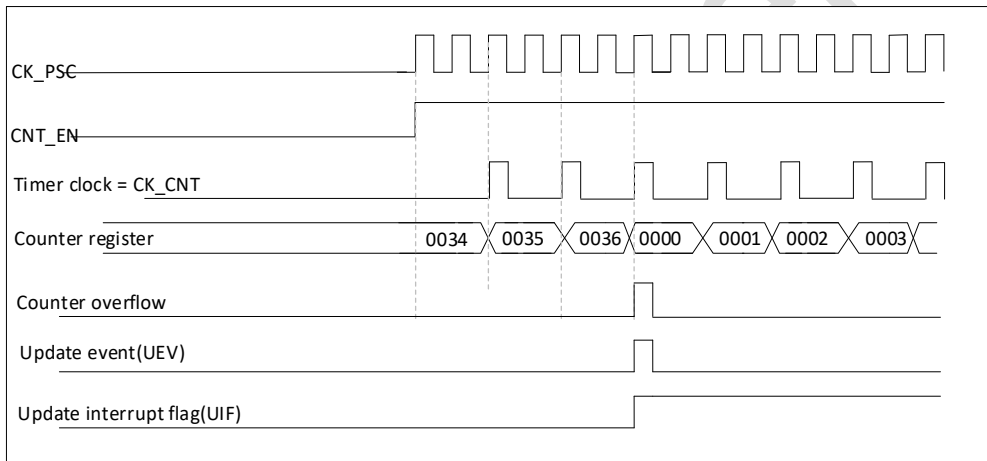 CK_PSC
CNT_EN
Timer clock = CK_CNT
Counter register 0034 0035 0036 0000 0001 0002 0003
Counter overflow
Update event(UEV)
Update interrupt flag(UIF)